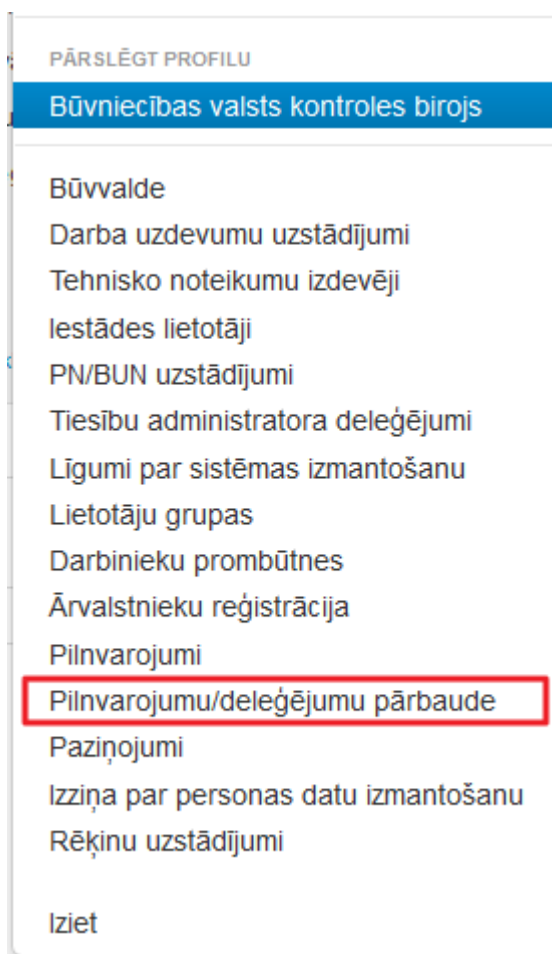 PĀRSLĒGT PROFILU
Būvniecības valsts kontroles birojs
Būvvalde
Darba uzdevumu uzstādījumi
Tehnisko noteikumu izdevēji
Iestādes lietotāji
PN/BUN uzstādījumi
Tiesību administratora deleģējumi
Līgumi par sistēmas izmantošanu
Lietotāju grupas
Darbinieku prombūtnes
Ārvalstnieku reģistrācija
Pilnvarojumi
Pilnvarojumu/deleģējumu pārbaude
Paziņojumi
Izziņa par personas datu izmantošanu
Rēķinu uzstādījumi
Iziet